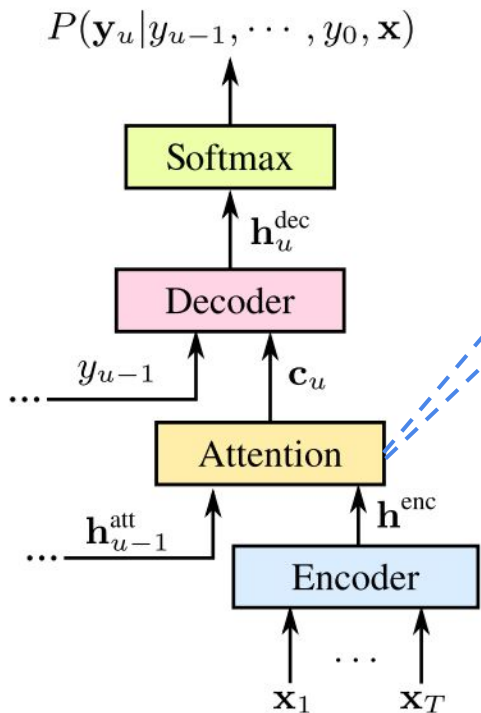 P(𝐲_u|y_{u−1}, ⋯ , y_0, 𝐱)
Softmax
𝐡_u^dec
Decoder
... y_{u−1}
𝐜_u
Attention
𝐡^enc
... 𝐡_{u−1}^att
Encoder
...
𝐱_1 𝐱_T